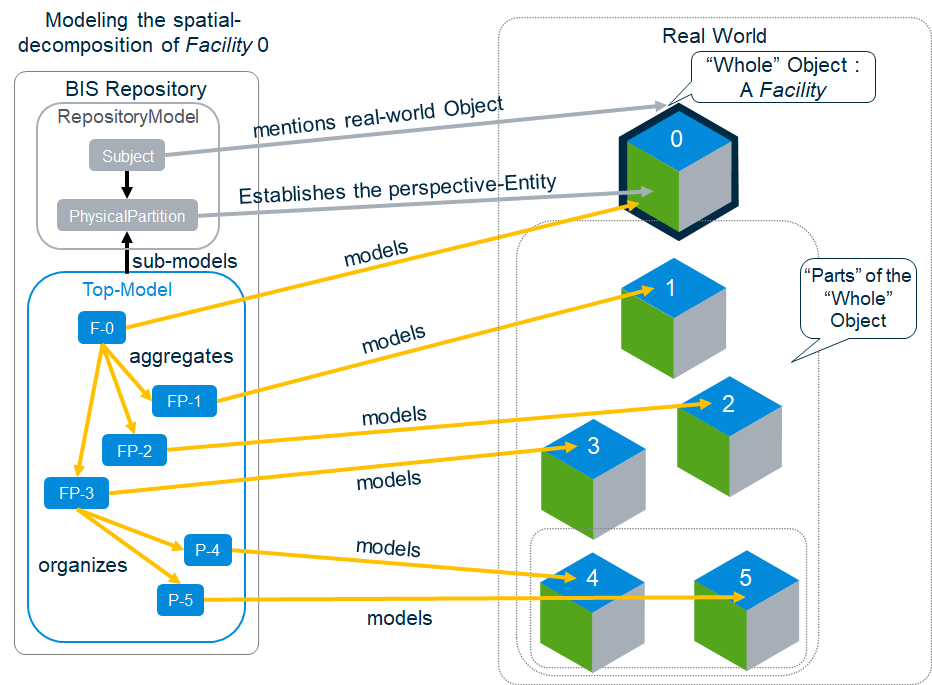 Modeling the spatial-
decomposition of Facility 0
BIS Repository
RepositoryModel
Subject
PhysicalPartition
sub-models
Top-Model
F-0
aggregates
FP-1
FP-2
FP-3
organizes
P-4
P-5
mentions real-world Object
Establishes the perspective-Entity
models
models
models
models
models
models
Real World
“Whole” Object :
A Facility
0
1
“Parts” of the
“Whole”
Object
2
3
4
5